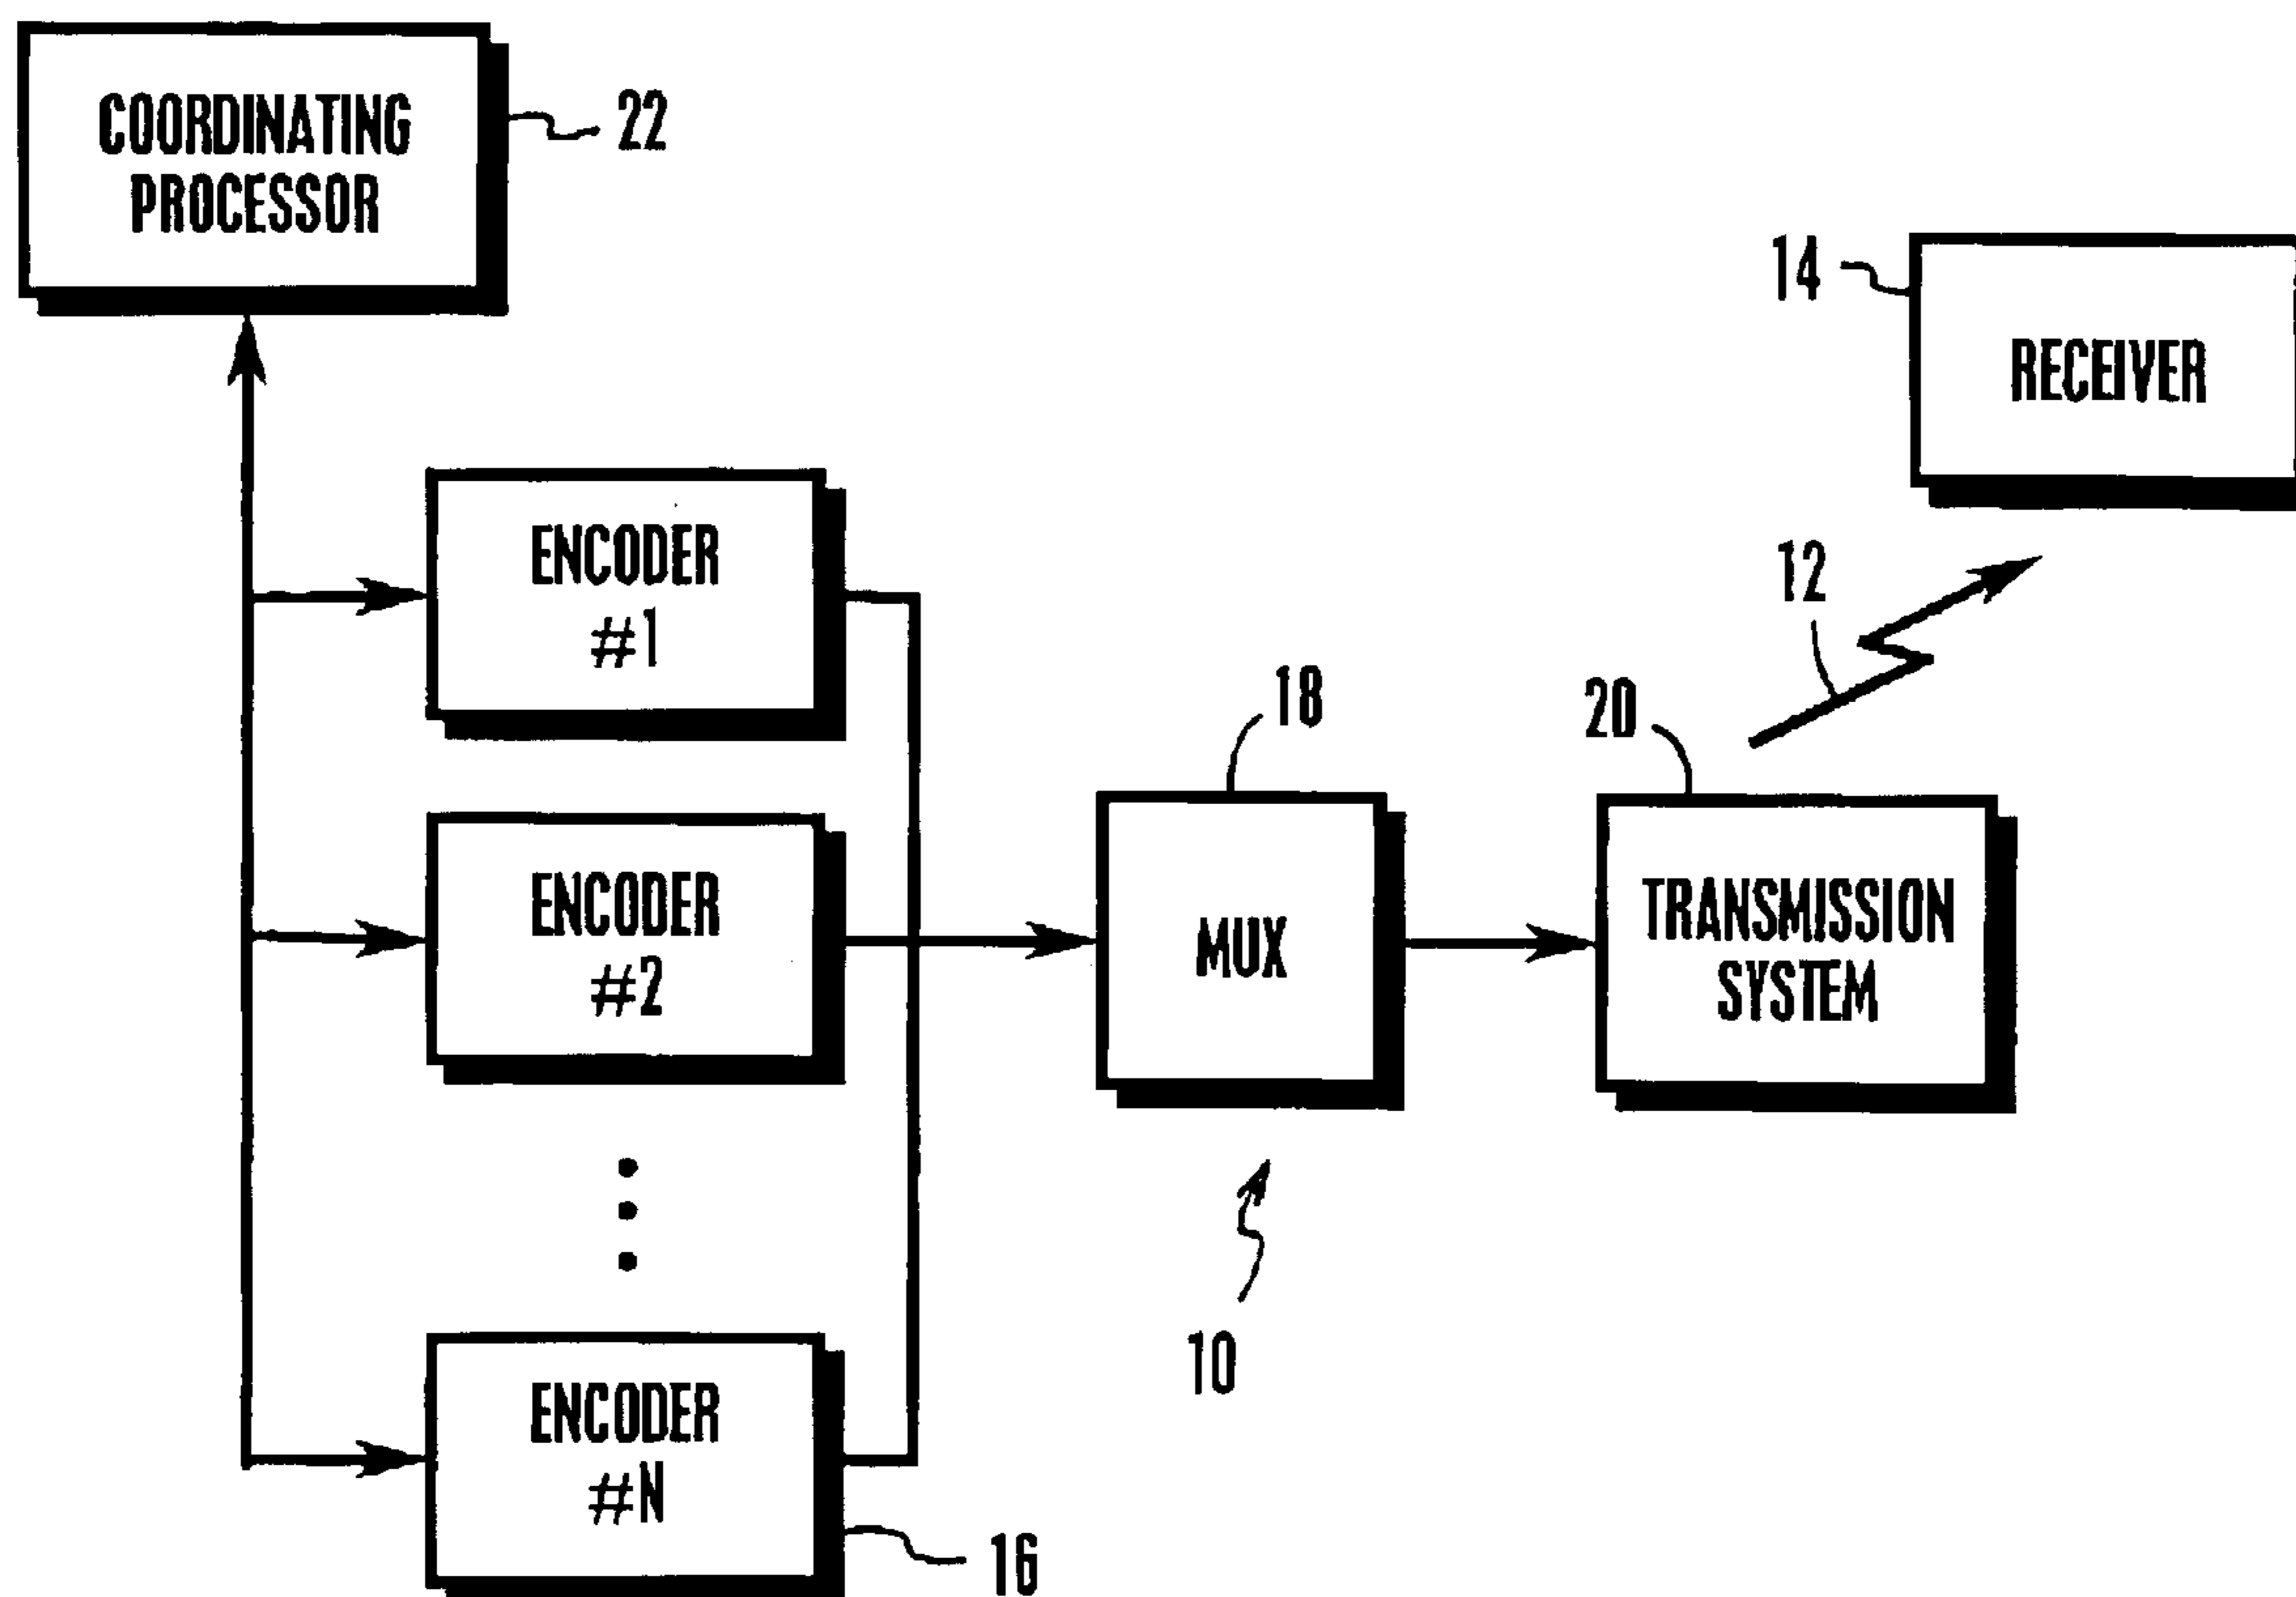 COORDINATING
PROCESSOR
22
14
RECEIVER
ENCODER
#1
12
18
20
ENCODER
#2
MUX
TRANSMISSION
SYSTEM
10
ENCODER
#N
16